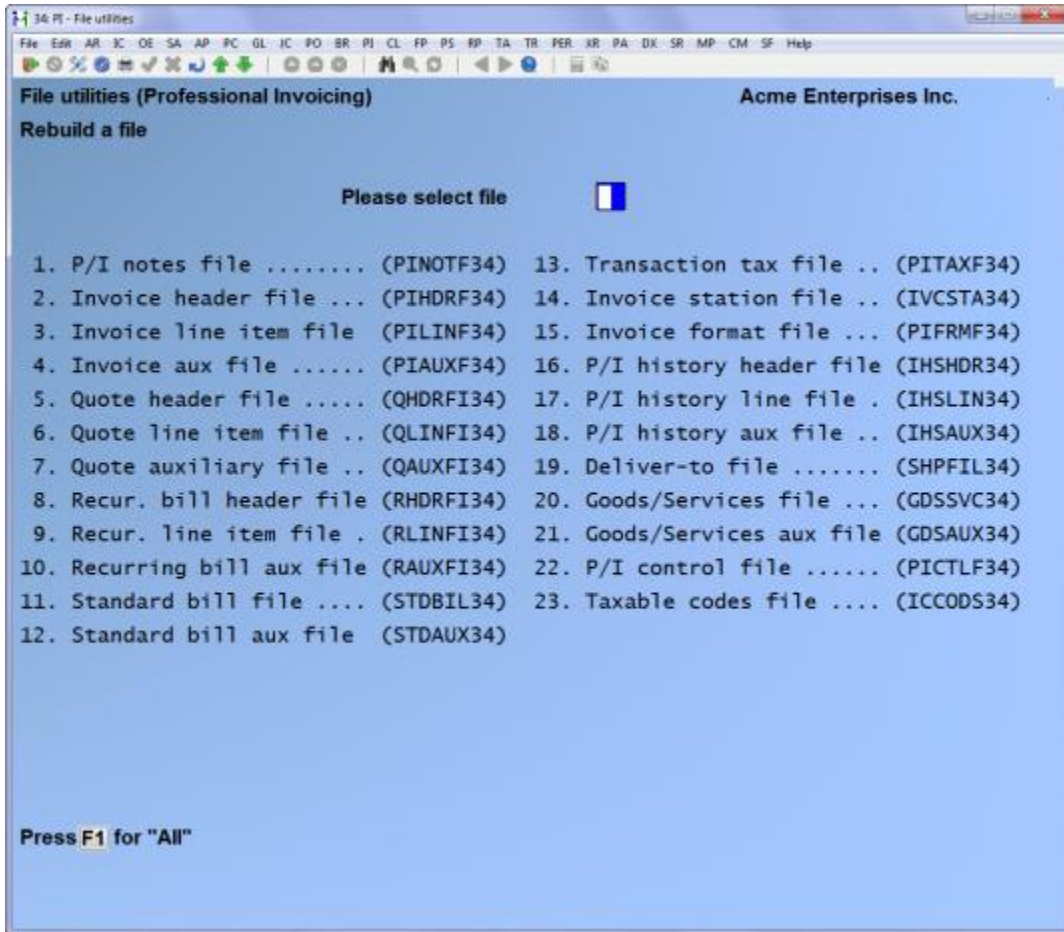 34: PI - File utilities
File Edit AR IC OE SA AP PC GL JC PO BR PI CL FP PS RP TA TR PER XR PA DX SR MP CM SF Help
File utilities (Professional Invoicing) Acme Enterprises Inc.
Rebuild a file
Please select file
1. P/I notes file ........ (PINOTF34) 13. Transaction tax file .. (PITAXF34)
2. Invoice header file ... (PIHDRF34) 14. Invoice station file .. (IVCSTA34)
3. Invoice line item file (PILINF34) 15. Invoice format file ... (PIFRMF34)
4. Invoice aux file ...... (PIAUXF34) 16. P/I history header file (IHSHDR34)
5. Quote header file ..... (QHDRFI34) 17. P/I history line file . (IHSLIN34)
6. Quote line item file .. (QLINFI34) 18. P/I history aux file .. (IHSAUX34)
7. Quote auxiliary file .. (QAUXFI34) 19. Deliver-to file ....... (SHPFIL34)
8. Recur. bill header file (RHDRFI34) 20. Goods/Services file ... (GDSSVC34)
9. Recur. line item file . (RLINFI34) 21. Goods/Services aux file (GDSAUX34)
10. Recurring bill aux file (RAUXFI34) 22. P/I control file ...... (PICTLF34)
11. Standard bill file .... (STDBIL34) 23. Taxable codes file .... (ICCODS34)
12. Standard bill aux file (STDAUX34)
Press F1 for "All"